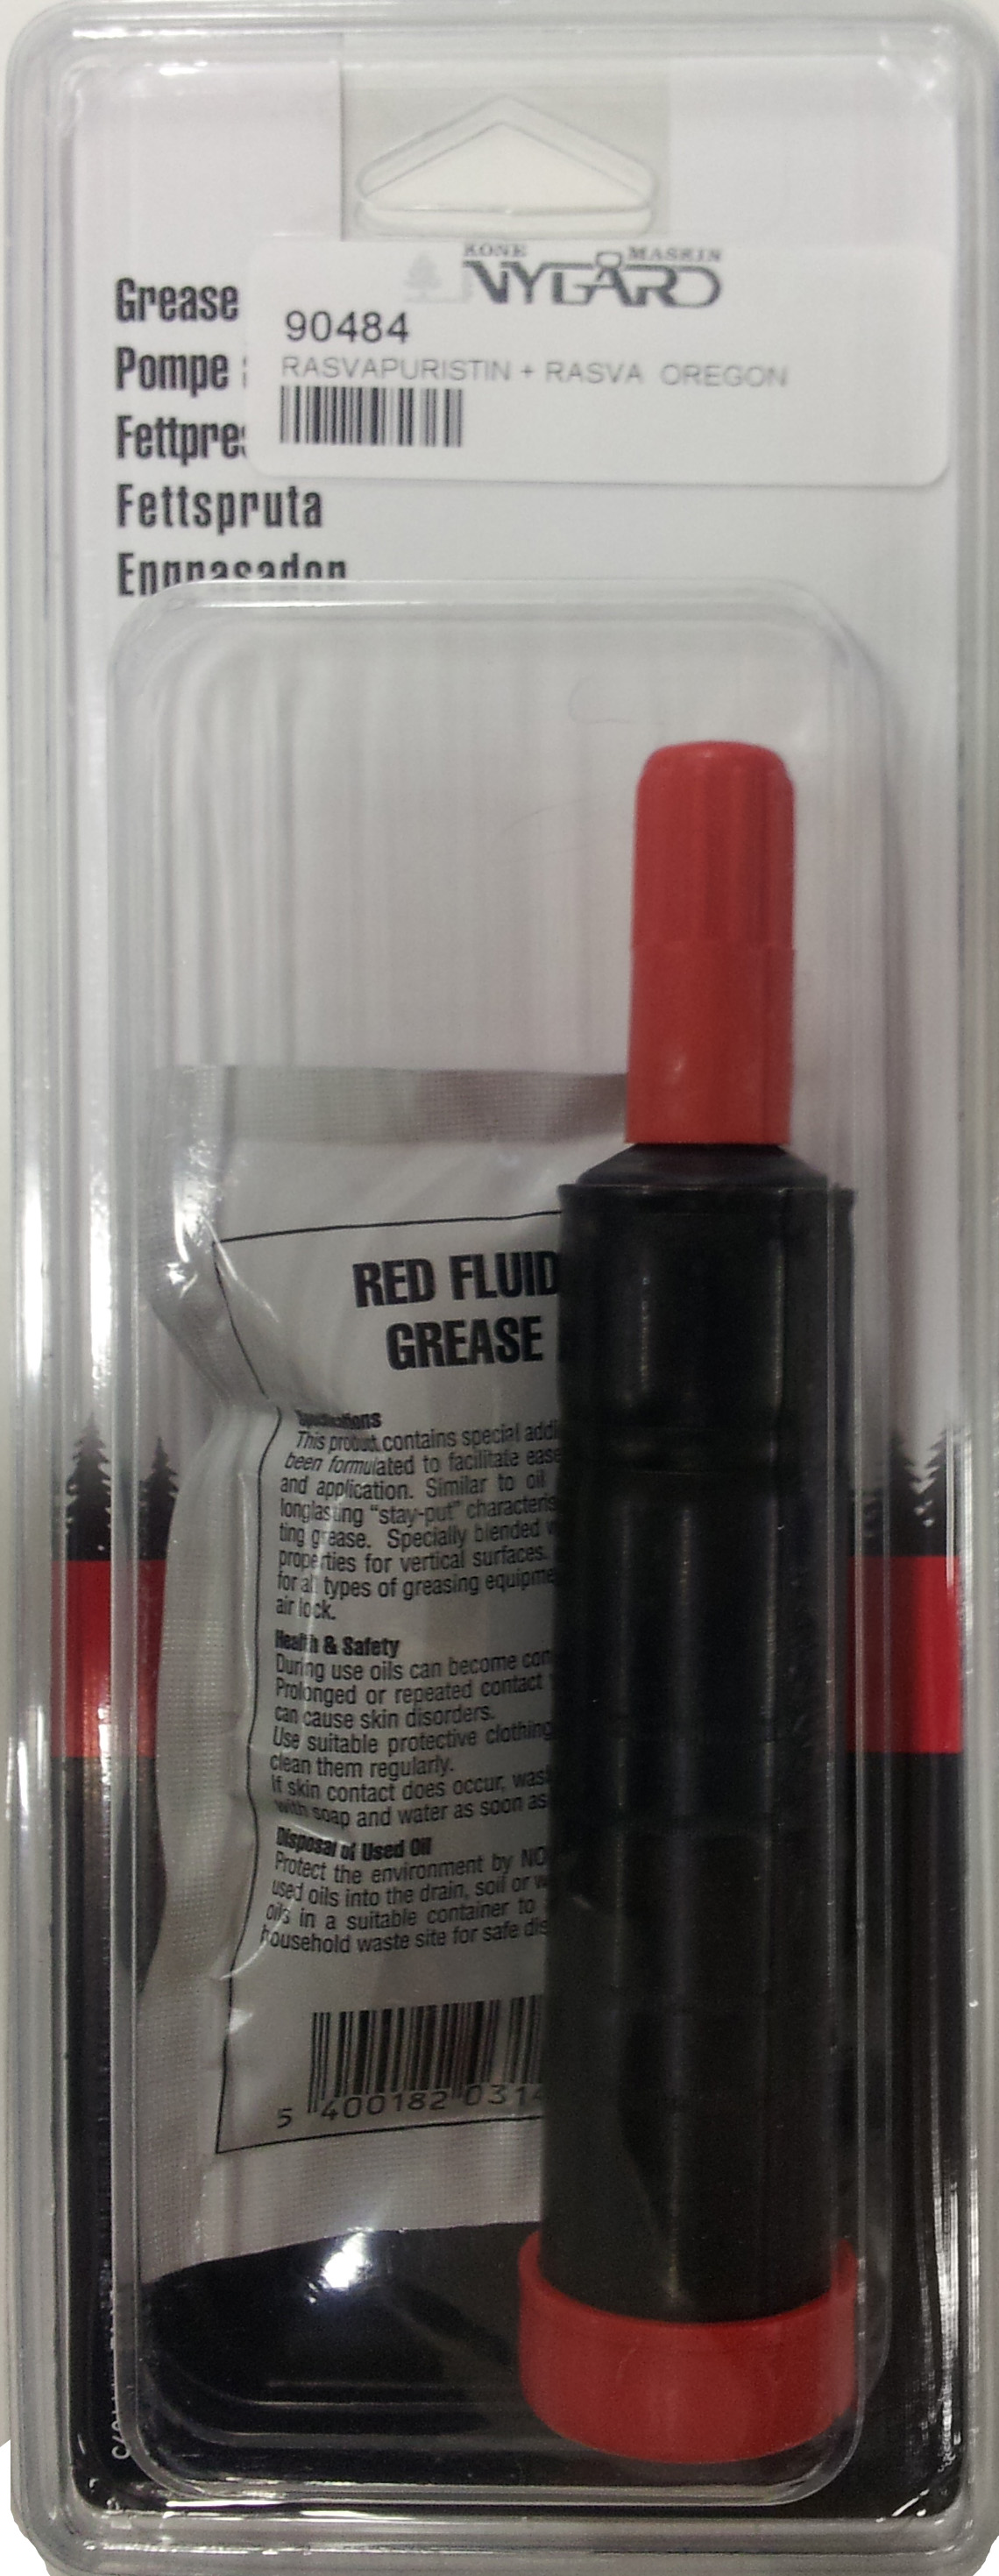 KONE MASKIN
NYGÅRD
90484
RASVAPURISTIN + RASVA OREGON
Grease
Pompe
Fettpres
Fettspruta
Engrasador
RED FLUID
GREASE
Specifications
This product contains special addi
been formulated to facilitate ease
and application. Similar to oil
longlasting "stay-put" characteris
ting grease. Specially blended w
properties for vertical surfaces.
for all types of greasing equipme
air lock.
Health & Safety
During use oils can become con
Prolonged or repeated contact
can cause skin disorders.
Use suitable protective clothing
clean them regularly.
If skin contact does occur, was
with soap and water as soon as
Disposal of Used Oil
Protect the environment by NO
used oils into the drain, soil or w
oils in a suitable container to
household waste site for safe dis
5 400182 0314